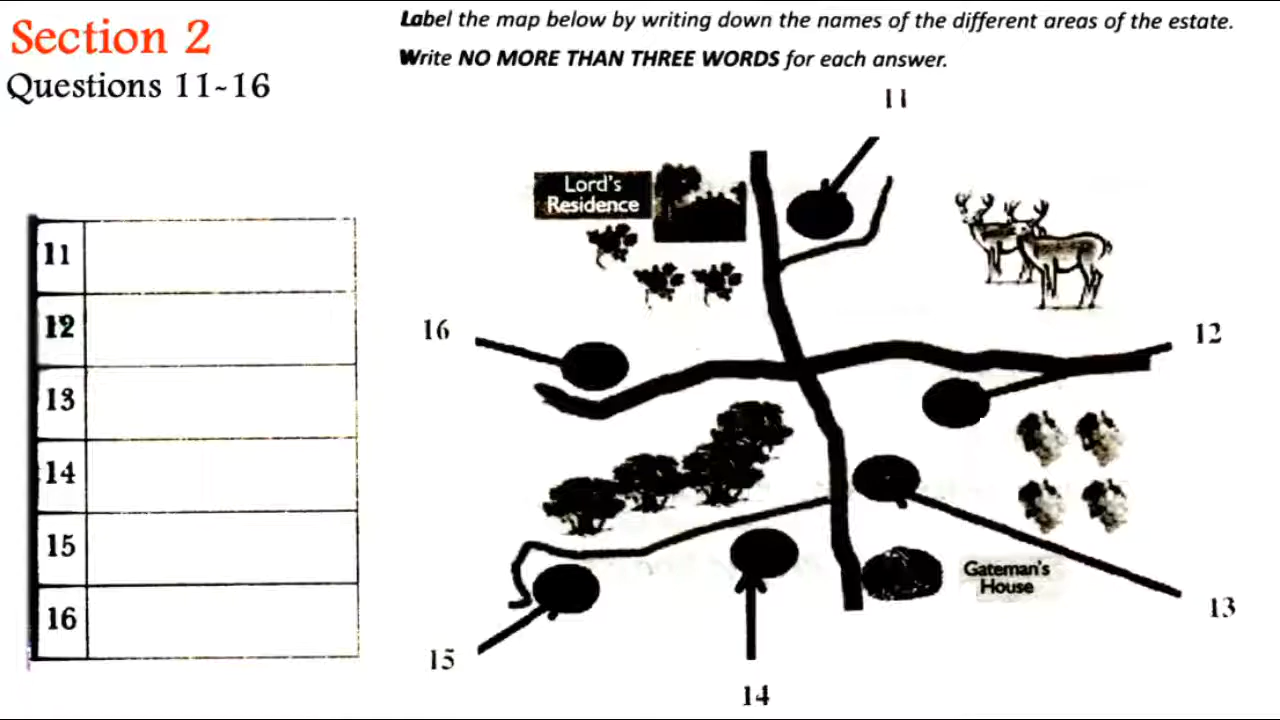 Section 2
Questions 11-16
Label the map below by writing down the names of the different areas of the estate.
Write NO MORE THAN THREE WORDS for each answer.
11
Lord's
Residence
16
12
11
12
13
14
15
16
Gateman's
House
13
15
14